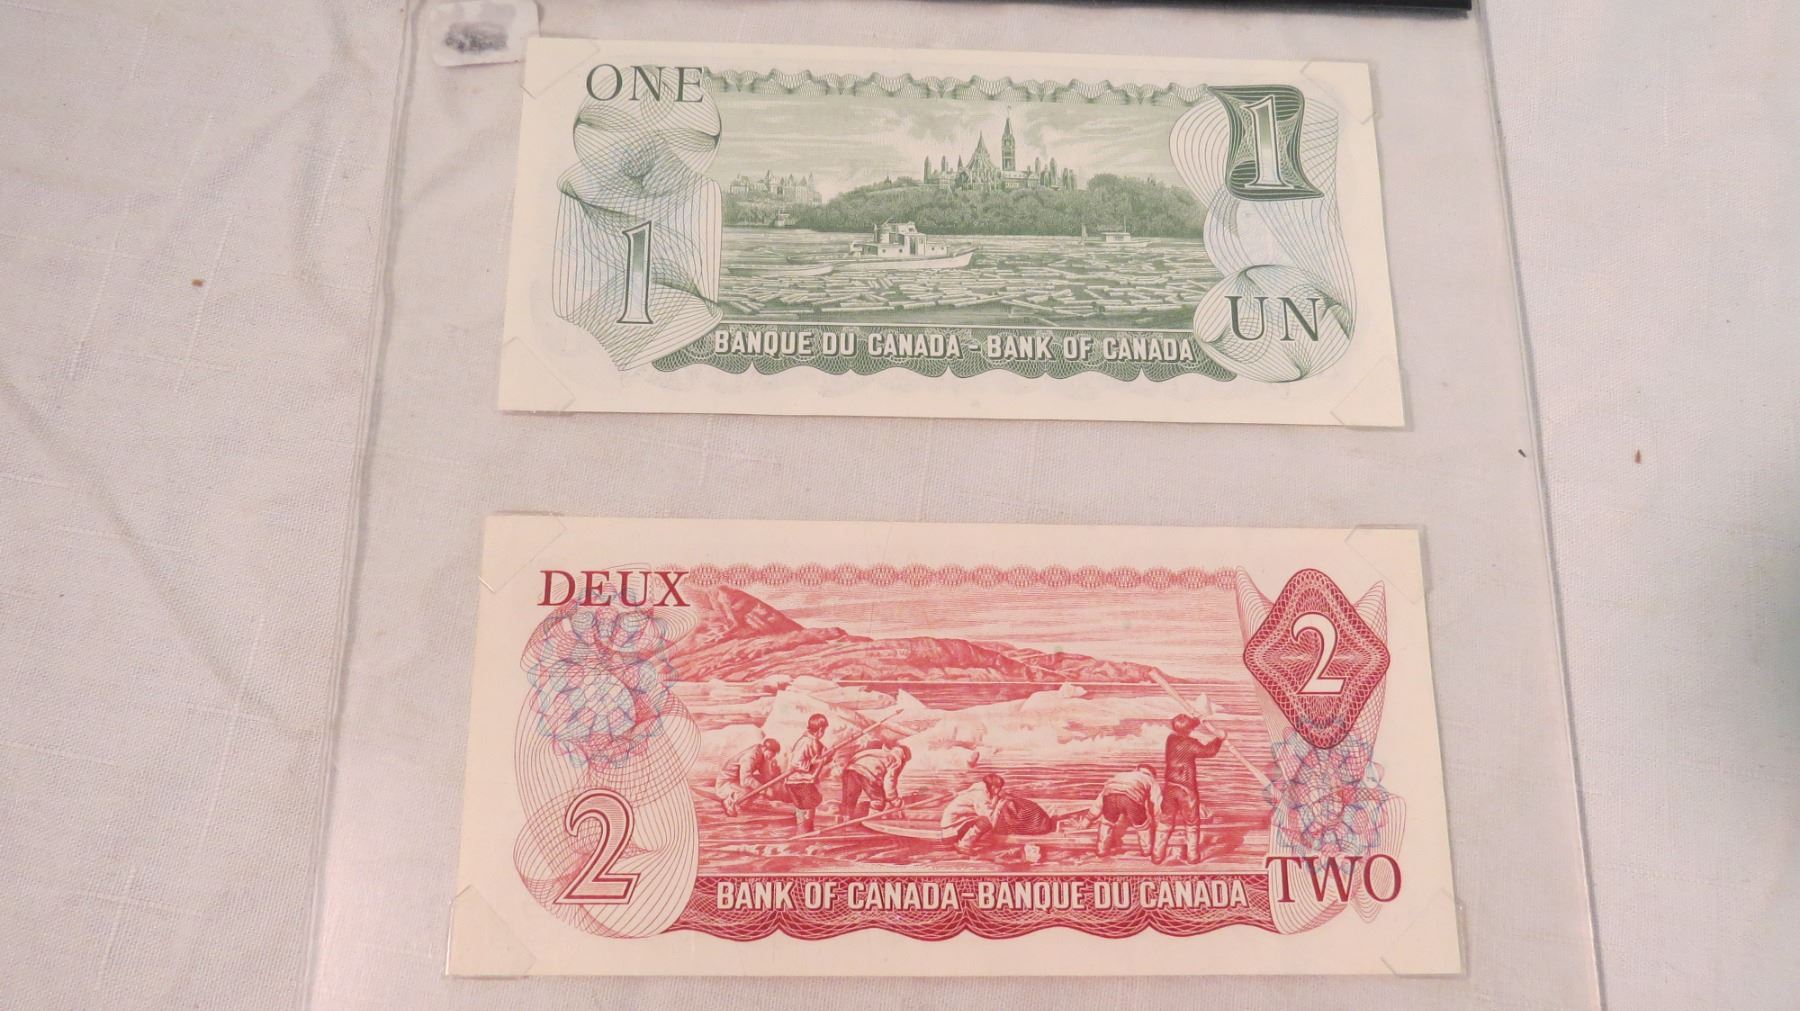 ONE
1
1
UN
BANQUE DU CANADA - BANK OF CANADA
DEUX
2
2
BANK OF CANADA - BANQUE DU CANADA
TWO